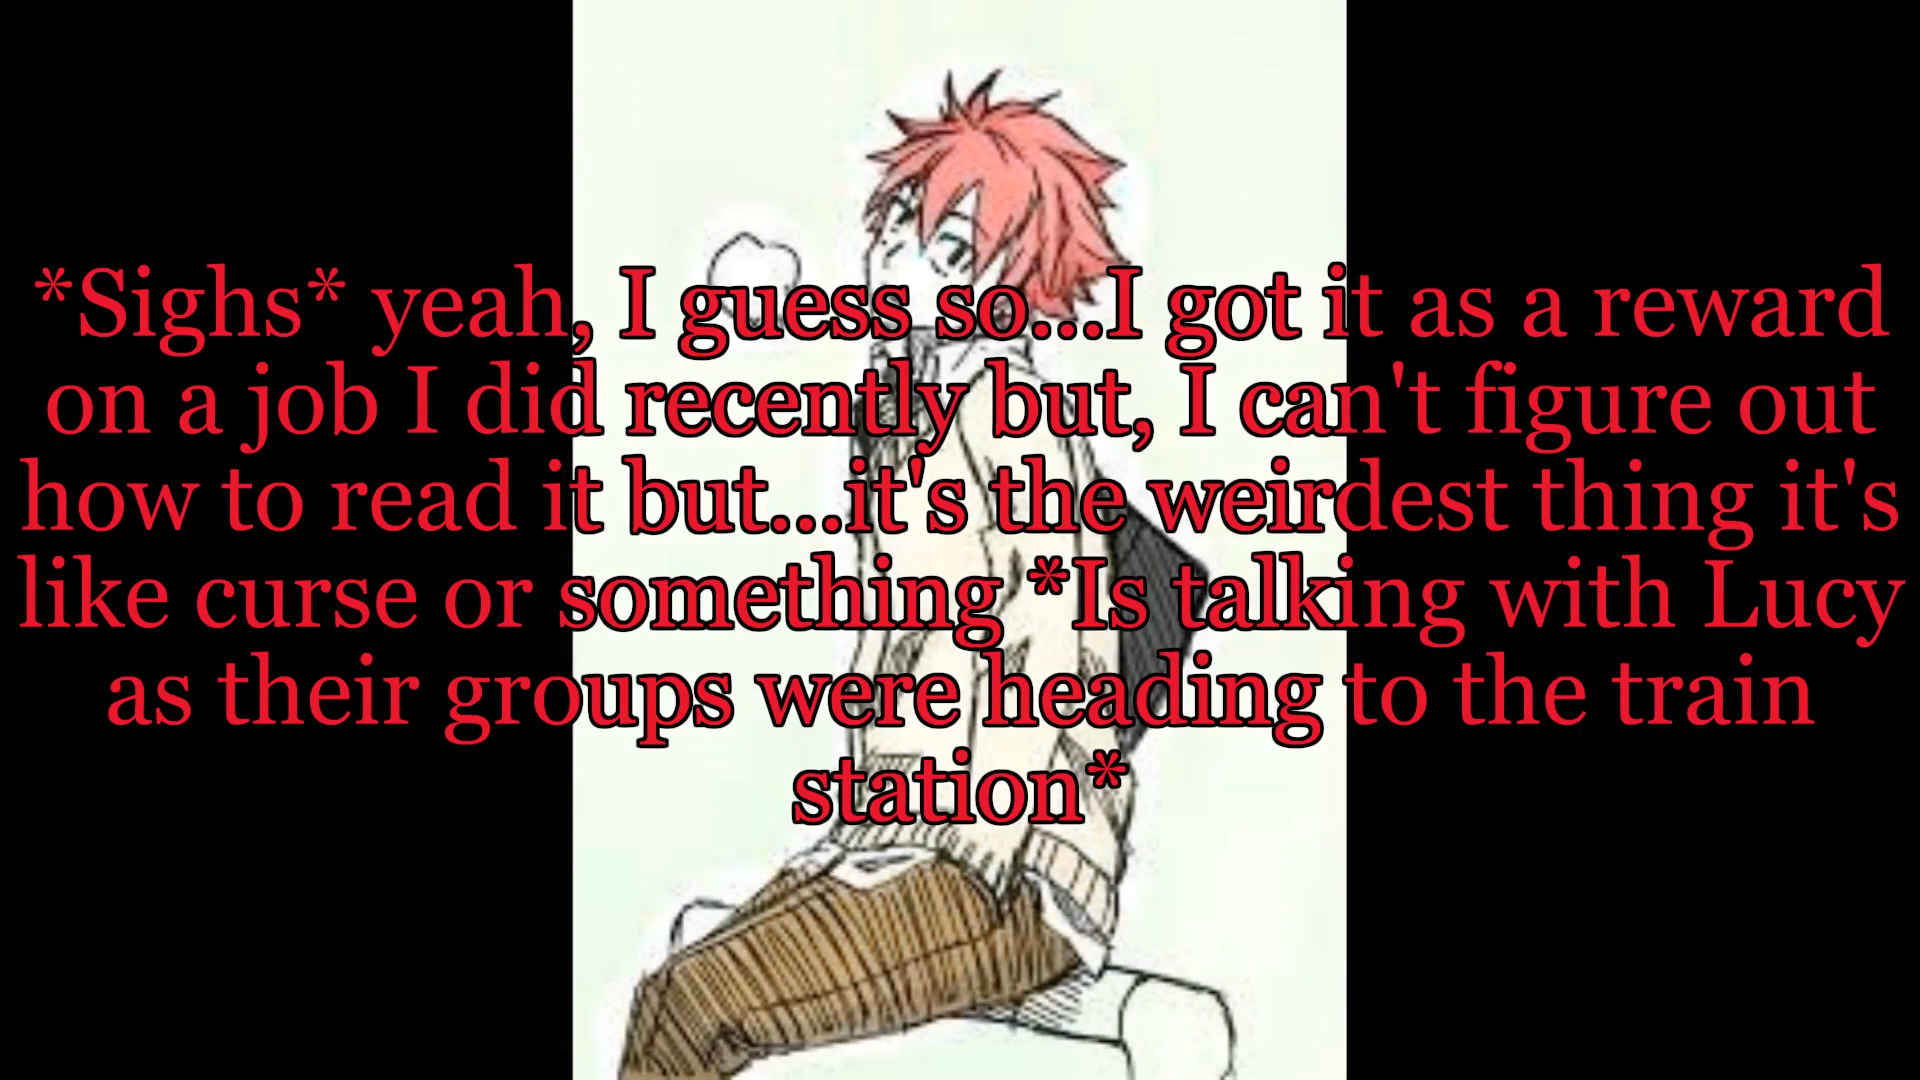 *Sighs* yeah, I guess so...I got it as a reward
on a job I did recently but, I can't figure out
how to read it but...it's the weirdest thing it's
like curse or something *Is talking with Lucy
as their groups were heading to the train
station*